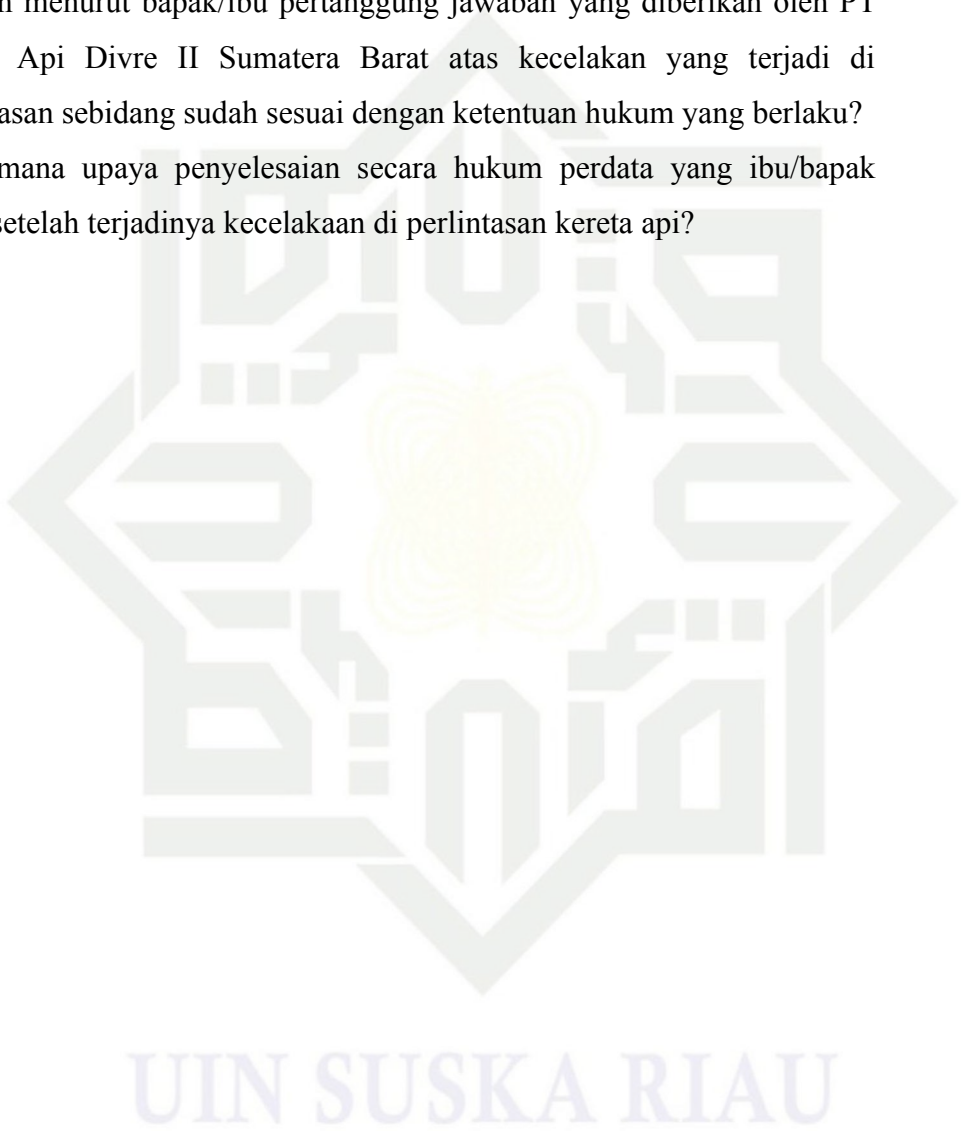 menurut bapak/ibu pertanggung jawaban yang diberikan oleh PT
Api Divre II Sumatera Barat atas kecelakan yang terjadi di
sebidang sudah sesuai dengan ketentuan hukum yang berlaku?
upaya penyelesaian secara hukum perdata yang ibu/bapak
setelah terjadinya kecelakaan di perlintasan kereta api?
UIN SUSKA RIAU